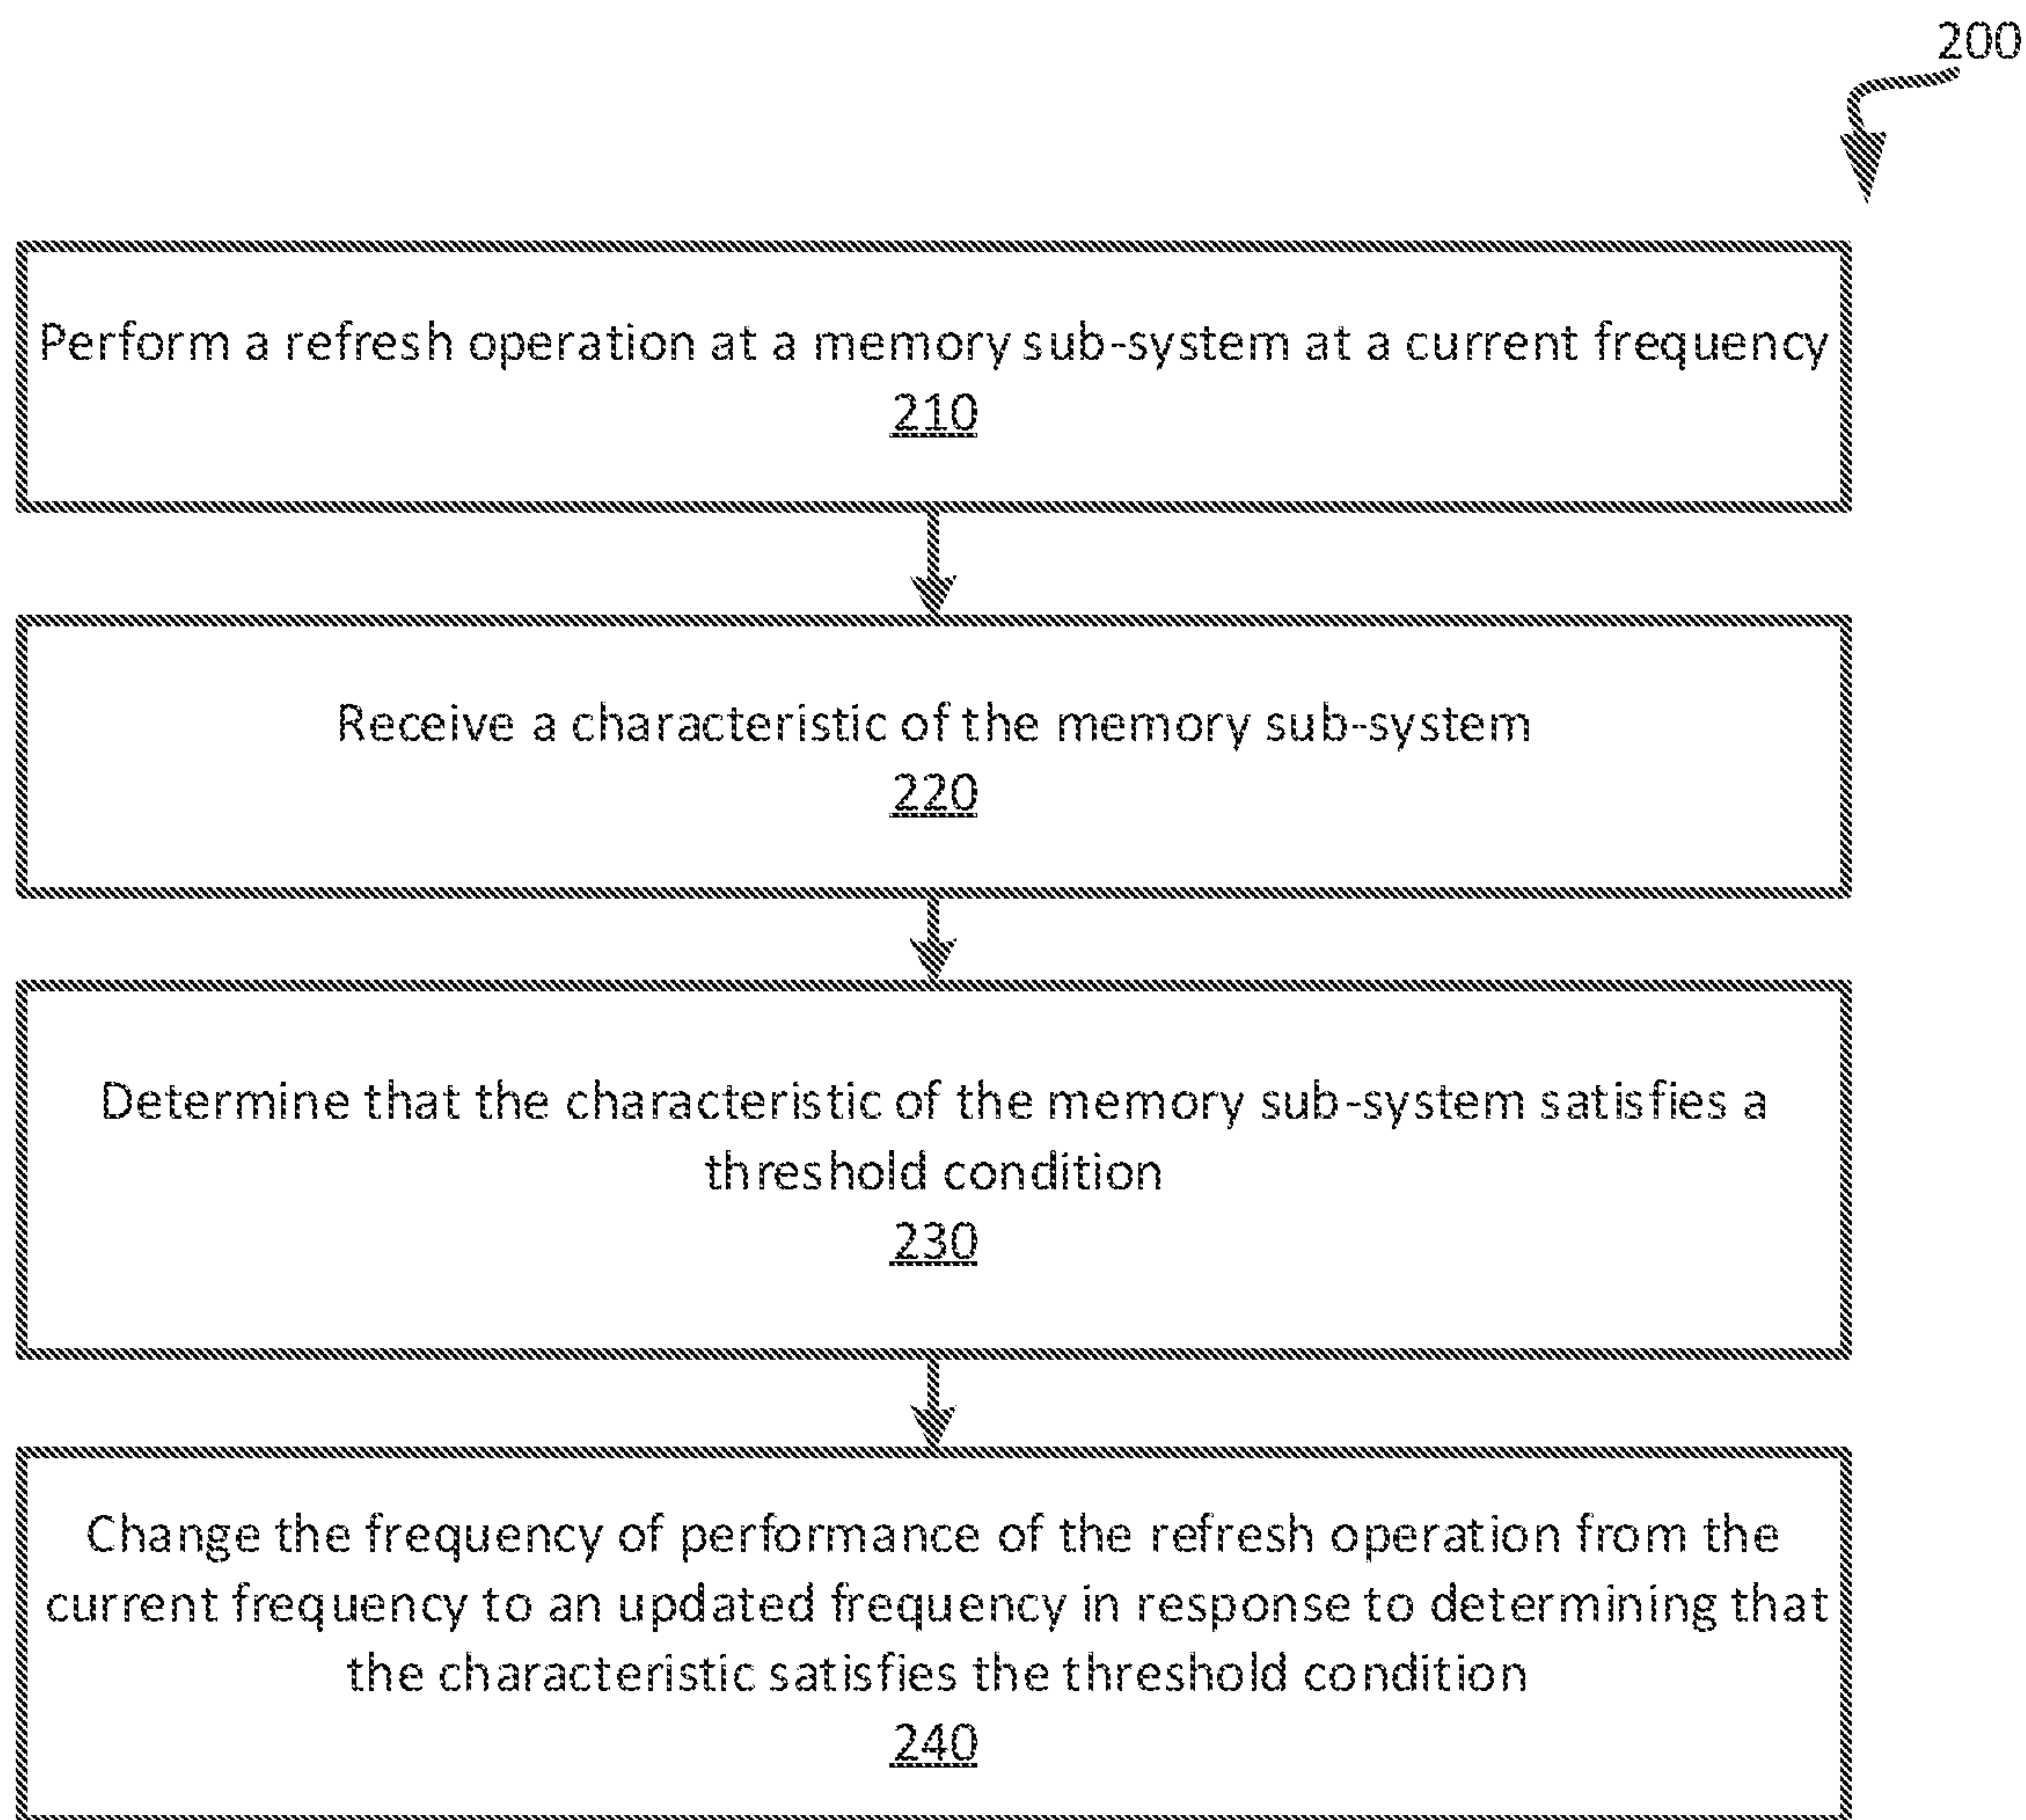 200
Perform a refresh operation at a memory sub-system at a current frequency
210
Receive a characteristic of the memory sub-system
220
Determine that the characteristic of the memory sub-system satisfies a
threshold condition
230
Change the frequency of performance of the refresh operation from the
current frequency to an updated frequency in response to determining that
the characteristic satisfies the threshold condition
240